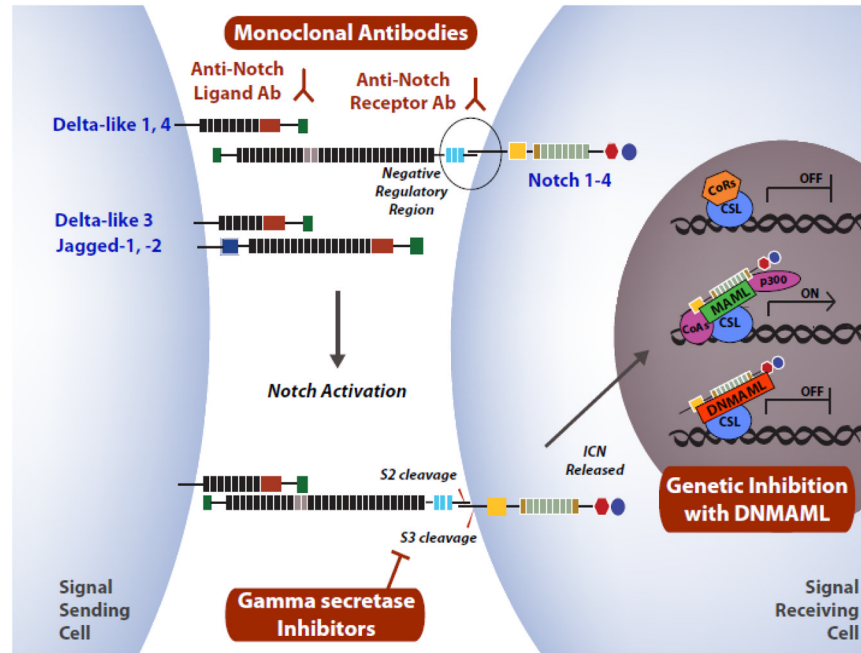 Monoclonal Antibodies
Anti-Notch
Ligand Ab
Anti-Notch
Receptor Ab
Delta-like 1, 4
Negative
Regulatory
Region
Notch 1-4
Delta-like 3
Jagged-1, -2
CoRs
CSL
OFF
p300
MAML
CoAs
CSL
ON
DNMAML
CSL
OFF
Notch Activation
ICN
Released
Genetic Inhibition
with DNMAML
S2 cleavage
S3 cleavage
Gamma secretase
Inhibitors
Signal
Sending
Cell
Signal
Receiving
Cell